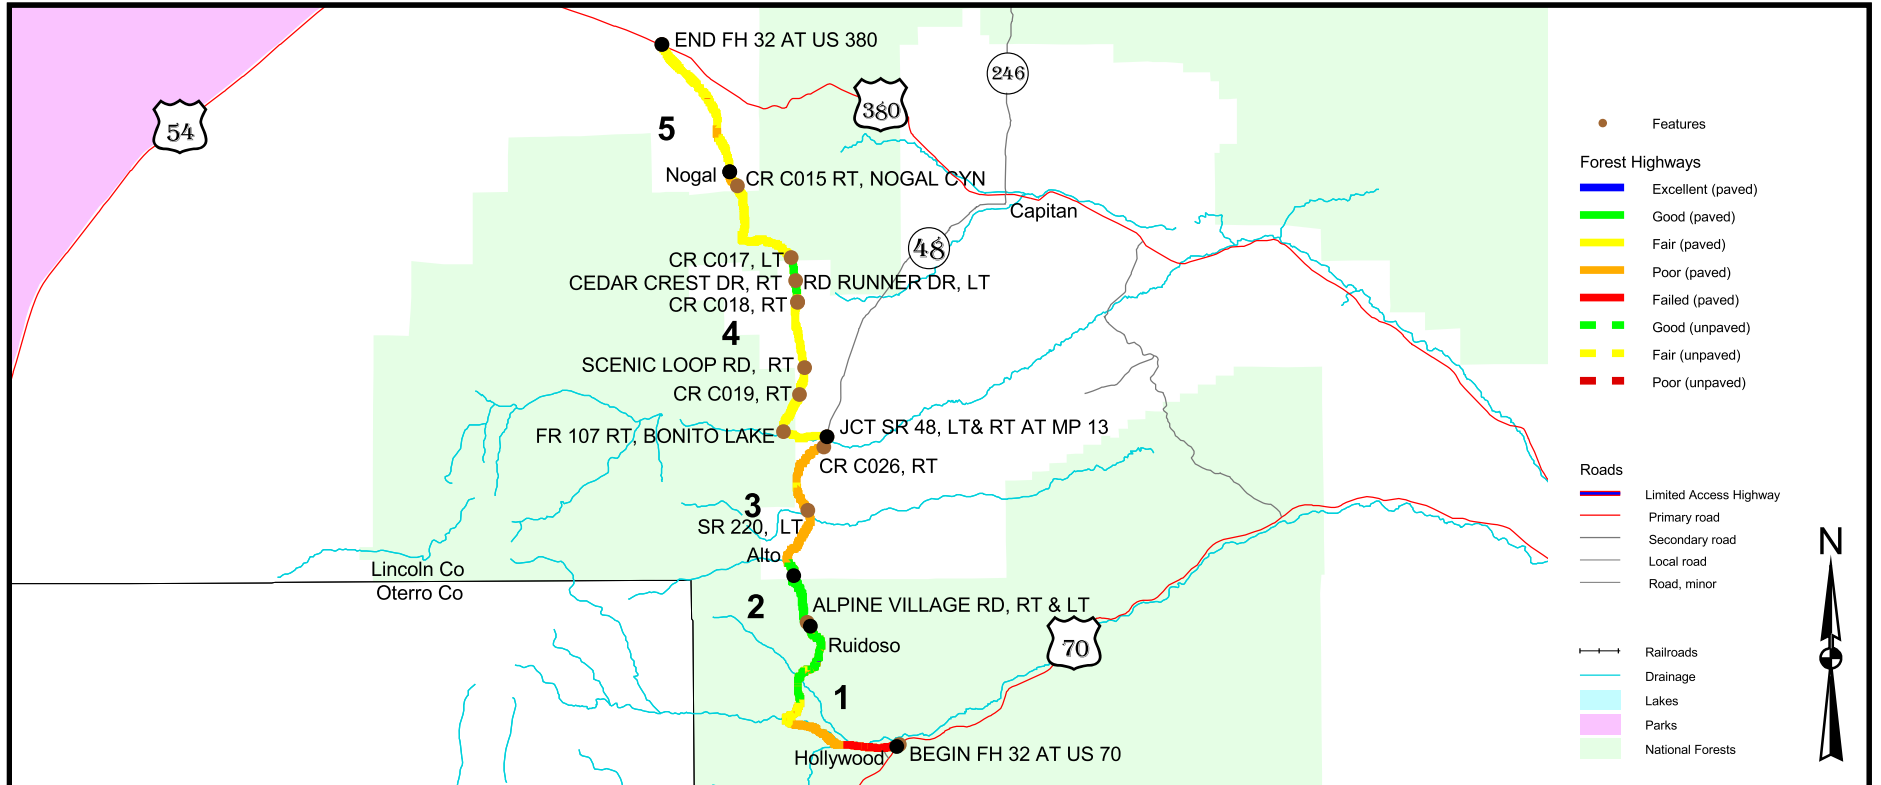 END FH 32 AT US 380
246
380
54
5
Features
Forest Highways
Nogal
CR C015 RT, NOGAL CYN
Excellent (paved)
Capitan
Good (paved)
48
Fair (paved)
CR C017, LT
Poor (paved)
CEDAR CREST DR, RT
RD RUNNER DR, LT
CR C018, RT
Failed (paved)
4
Good (unpaved)
Fair (unpaved)
SCENIC LOOP RD, RT
Poor (unpaved)
CR C019, RT
JCT SR 48, LT& RT AT MP 13
FR 107 RT, BONITO LAKE
CR C026, RT
Roads
Limited Access Highway
3
Primary road
SR 220, LT
Secondary road
N
Alto
Local road
Lincoln Co
Road, minor
Oterro Co
2
ALPINE VILLAGE RD, RT & LT
Ruidoso
70
Railroads
Drainage
1
Lakes
Parks
Hollywood
BEGIN FH 32 AT US 70
National Forests